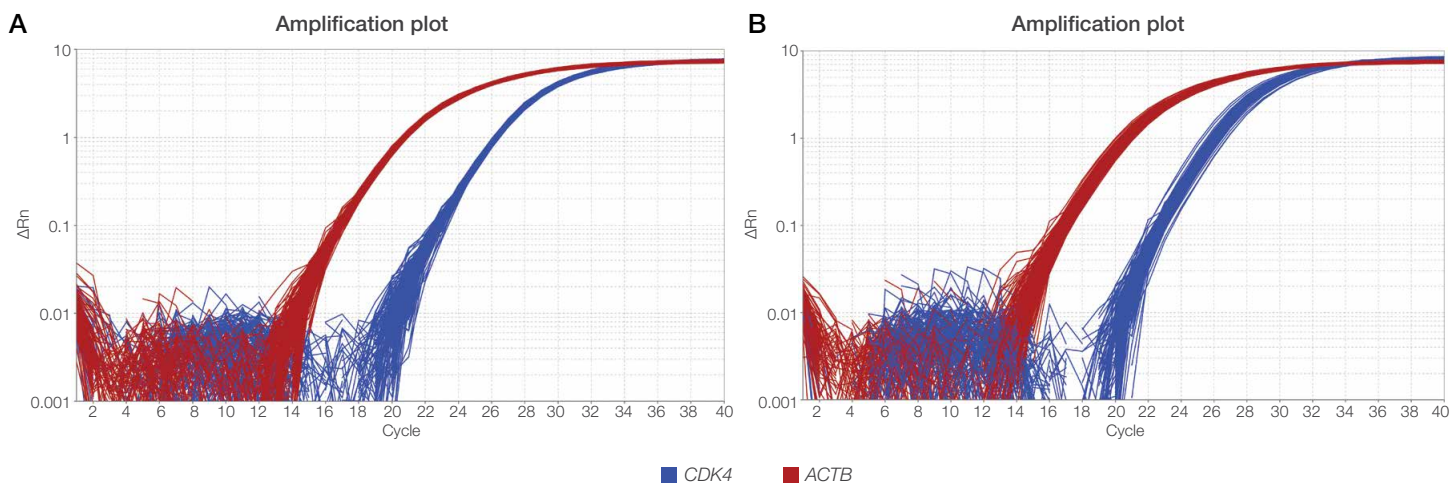 A
Amplification plot
10
1
0.1
0.01
0.001
ΔRn
2 4 6 8 10 12 14 16 18 20 22 24 26 28 30 32 34 36 38 40
Cycle
B
Amplification plot
10
1
0.1
0.01
0.001
ΔRn
2 4 6 8 10 12 14 16 18 20 22 24 26 28 30 32 34 36 38 40
Cycle
CDK4 ACTB